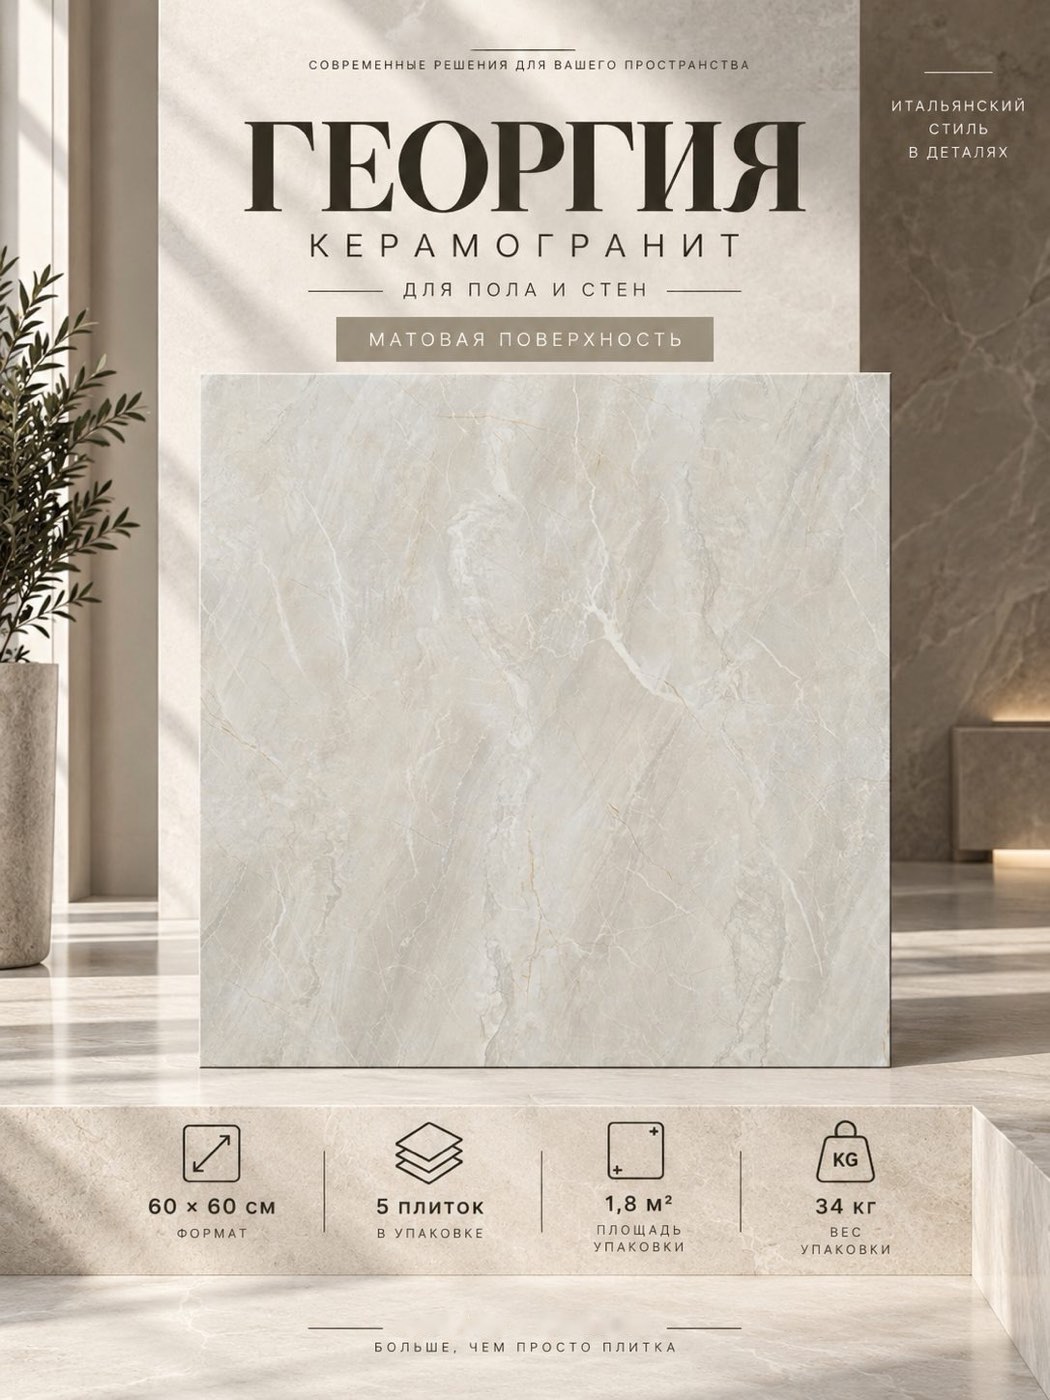 СОВРЕМЕННЫЕ РЕШЕНИЯ ДЛЯ ВАШЕГО ПРОСТРАНСТВА
ИТАЛЬЯНСКИЙ
СТИЛЬ
В ДЕТАЛЯХ
ГЕОРГИЯ
КЕРАМОГРАНИТ
ДЛЯ ПОЛА И СТЕН
МАТОВАЯ ПОВЕРХНОСТЬ
60 × 60 СМ
ФОРМАТ
5 ПЛИТОК
В УПАКОВКЕ
1,8 М²
ПЛОЩАДЬ
УПАКОВКИ
KG
34 КГ
ВЕС
УПАКОВКИ
БОЛЬШЕ, ЧЕМ ПРОСТО ПЛИТКА